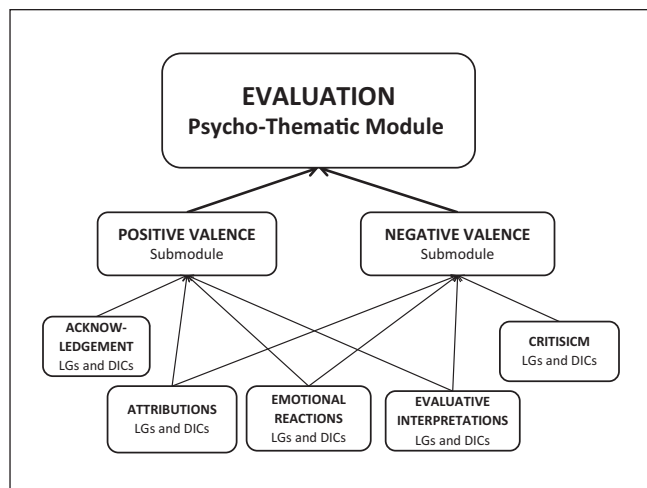 EVALUATION
Psycho-Thematic Module
POSITIVE VALENCE
Submodule
NEGATIVE VALENCE
Submodule
ACKNOW-
LEDGEMENT
LGs and DICs
CRITISICM
LGs and DICs
ATTRIBUTIONS
LGs and DICs
EMOTIONAL
REACTIONS
LGs and DICs
EVALUATIVE
INTERPRETATIONS
LGs and DICs